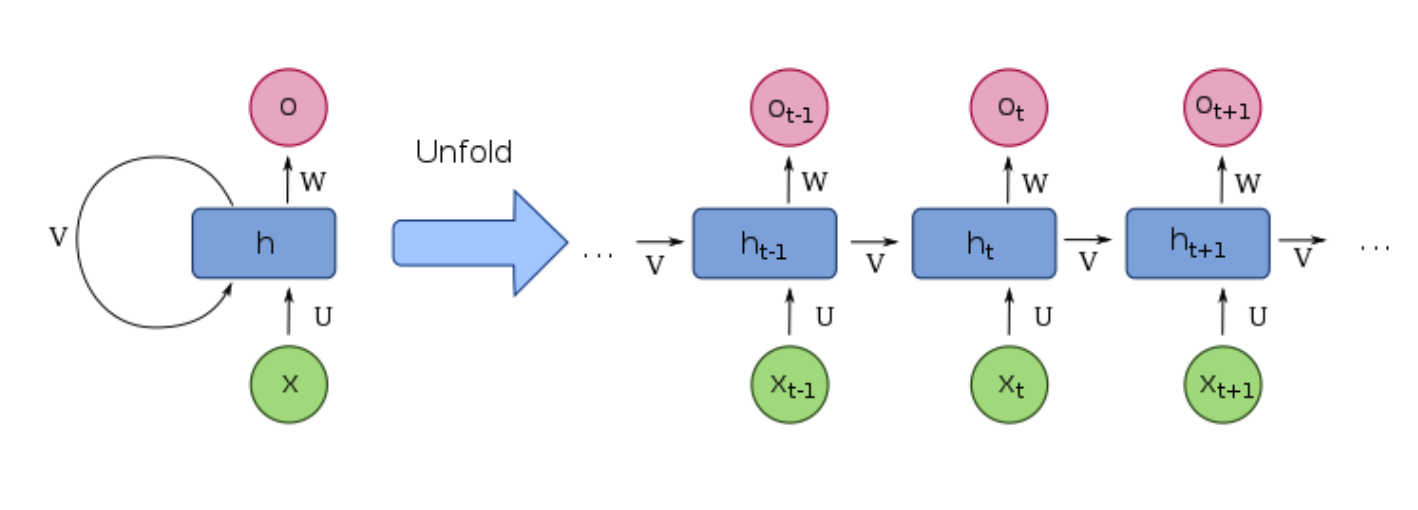 o
W
Unfold
V
h
U
x
o_{t-1} o_t o_{t+1}
W W W
... V h_{t-1} V h_t V h_{t+1} V ...
U U U
x_{t-1} x_t x_{t+1}